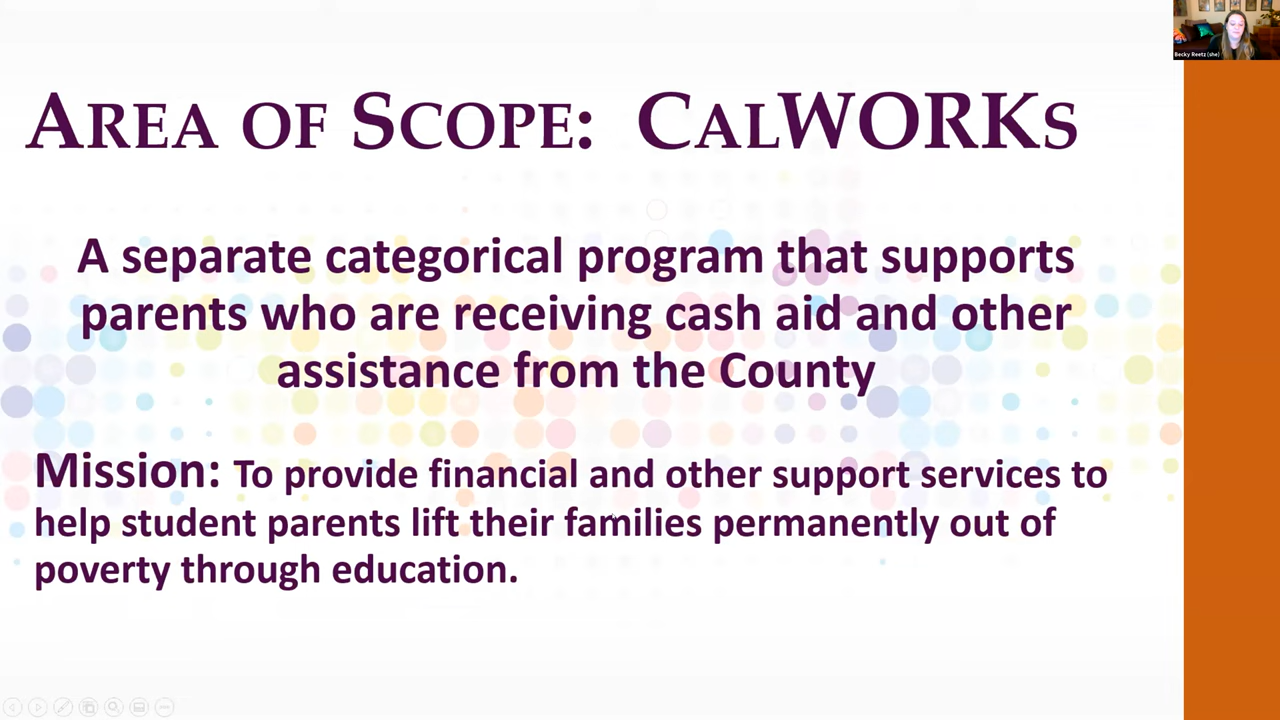 Becky Reetz (she)
AREA OF SCOPE: CALWORKS
A separate categorical program that supports
parents who are receiving cash aid and other
assistance from the County
Mission: To provide financial and other support services to
help student parents lift their families permanently out of
poverty through education.